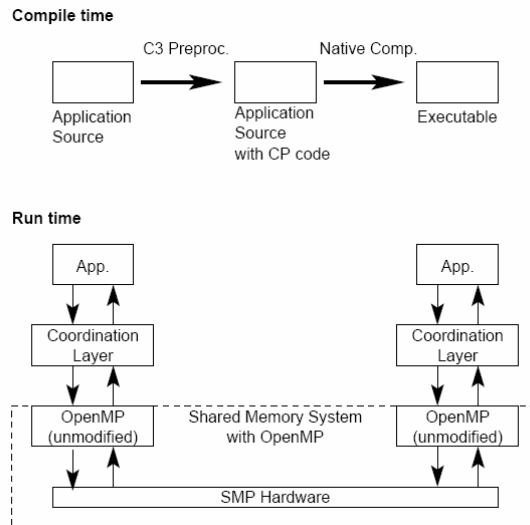 Compile time
C3 Preproc.
Native Comp.
Application
Source
Application
Source
with CP code
Executable
Run time
App.
App.
Coordination
Layer
Coordination
Layer
OpenMP
(unmodified)
Shared Memory System
with OpenMP
OpenMP
(unmodified)
SMP Hardware